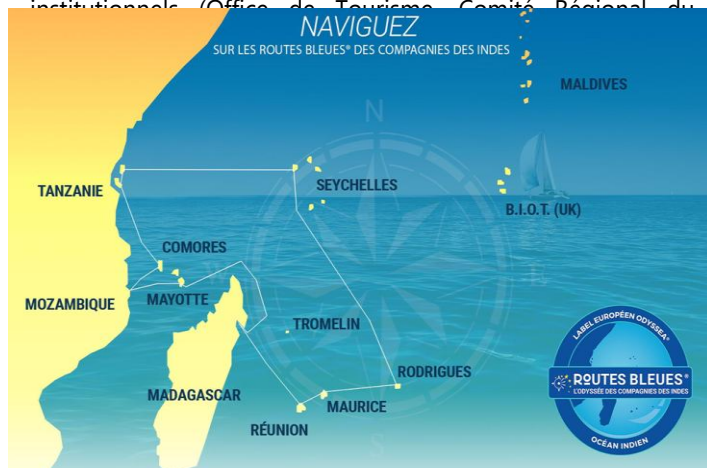 institutionnels (Office de Tourisme, Comité Régional du
NAVIGUEZ
SUR LES ROUTES BLEUES® DES COMPAGNIES DES INDES
N
MALDIVES
TANZANIE
SEYCHELLES
B.I.O.T. (UK)
COMORES
MOZAMBIQUE
MAYOTTE
TROMELIN
RODRIGUES
MADAGASCAR
MAURICE
RÉUNION
S
LABEL EUROPÉEN ODYSSEA®
ROUTES BLEUES®
L'ODYSSÉE DES COMPAGNIES DES INDES
OCÉAN INDIEN